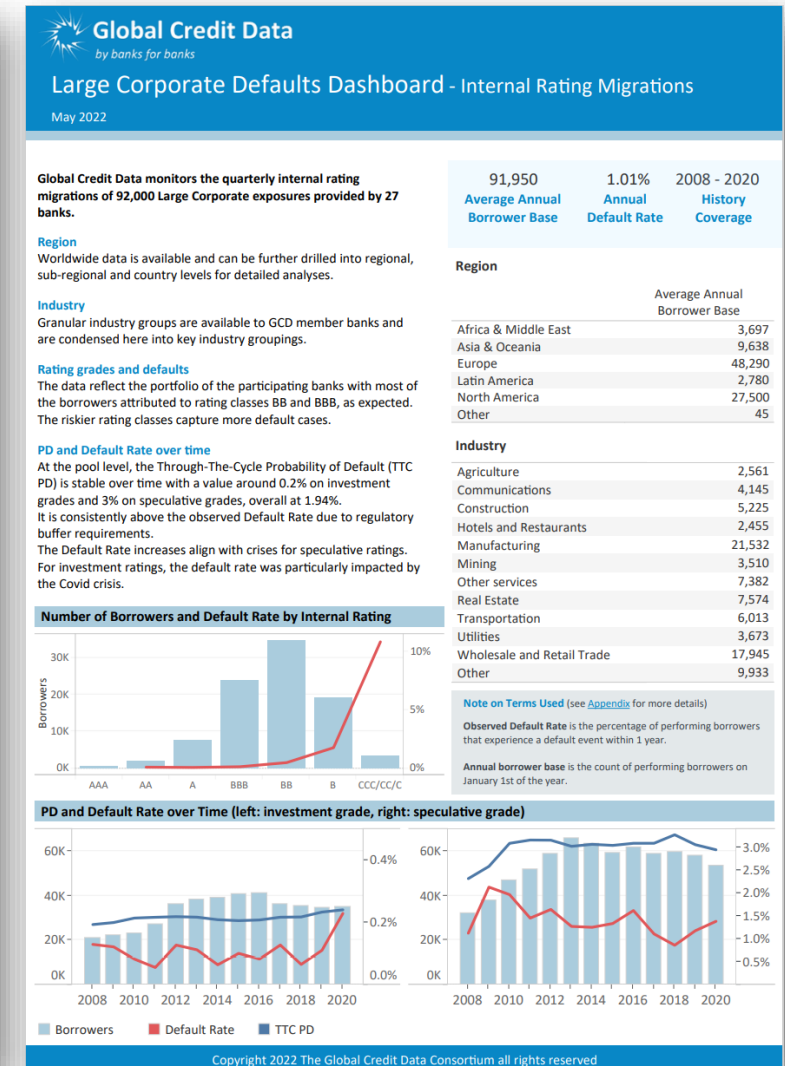 Global Credit Data
by banks for banks
Large Corporate Defaults Dashboard - Internal Rating Migrations
May 2022
Global Credit Data monitors the quarterly internal rating
migrations of 92,000 Large Corporate exposures provided by 27
banks.
Region
Worldwide data is available and can be further drilled into regional,
sub-regional and country levels for detailed analyses.
Industry
Granular industry groups are available to GCD member banks and
are condensed here into key industry groupings.
Rating grades and defaults
The data reflect the portfolio of the participating banks with most of
the borrowers attributed to rating classes BB and BBB, as expected.
The riskier rating classes capture more default cases.
PD and Default Rate over time
At the pool level, the Through-The-Cycle Probability of Default (TTC
PD) is stable over time with a value around 0.2% on investment
grades and 3% on speculative grades, overall at 1.94%.
It is consistently above the observed Default Rate due to regulatory
buffer requirements.
The Default Rate increases align with crises for speculative ratings.
For investment ratings, the default rate was particularly impacted by
the Covid crisis.
91,950 1.01% 2008 - 2020
Average Annual Annual History
Borrower Base Default Rate Coverage
Region
Average Annual
Borrower Base
Africa & Middle East 3,697
Asia & Oceania 9,638
Europe 48,290
Latin America 2,780
North America 27,500
Other 45
Industry
Agriculture 2,561
Communications 4,145
Construction 5,225
Hotels and Restaurants 2,455
Manufacturing 21,532
Mining 3,510
Other services 7,382
Real Estate 7,574
Transportation 6,013
Utilities 3,673
Wholesale and Retail Trade 17,945
Other 9,933
Note on Terms Used (see Appendix for more details)
Observed Default Rate is the percentage of performing borrowers
that experience a default event within 1 year.
Annual borrower base is the count of performing borrowers on
January 1st of the year.
Number of Borrowers and Default Rate by Internal Rating
Borrowers
30K
20K
10K
0K
10%
5%
0%
AAA AA A BBB BB B CCC/CC/C
PD and Default Rate over Time (left: investment grade, right: speculative grade)
60K
40K
20K
0K
0.4%
0.2%
0.0%
2008 2010 2012 2014 2016 2018 2020
60K
40K
20K
0K
3.0%
2.5%
2.0%
1.5%
1.0%
0.5%
2008 2010 2012 2014 2016 2018 2020
Borrowers Default Rate TTC PD
Copyright 2022 The Global Credit Data Consortium all rights reserved